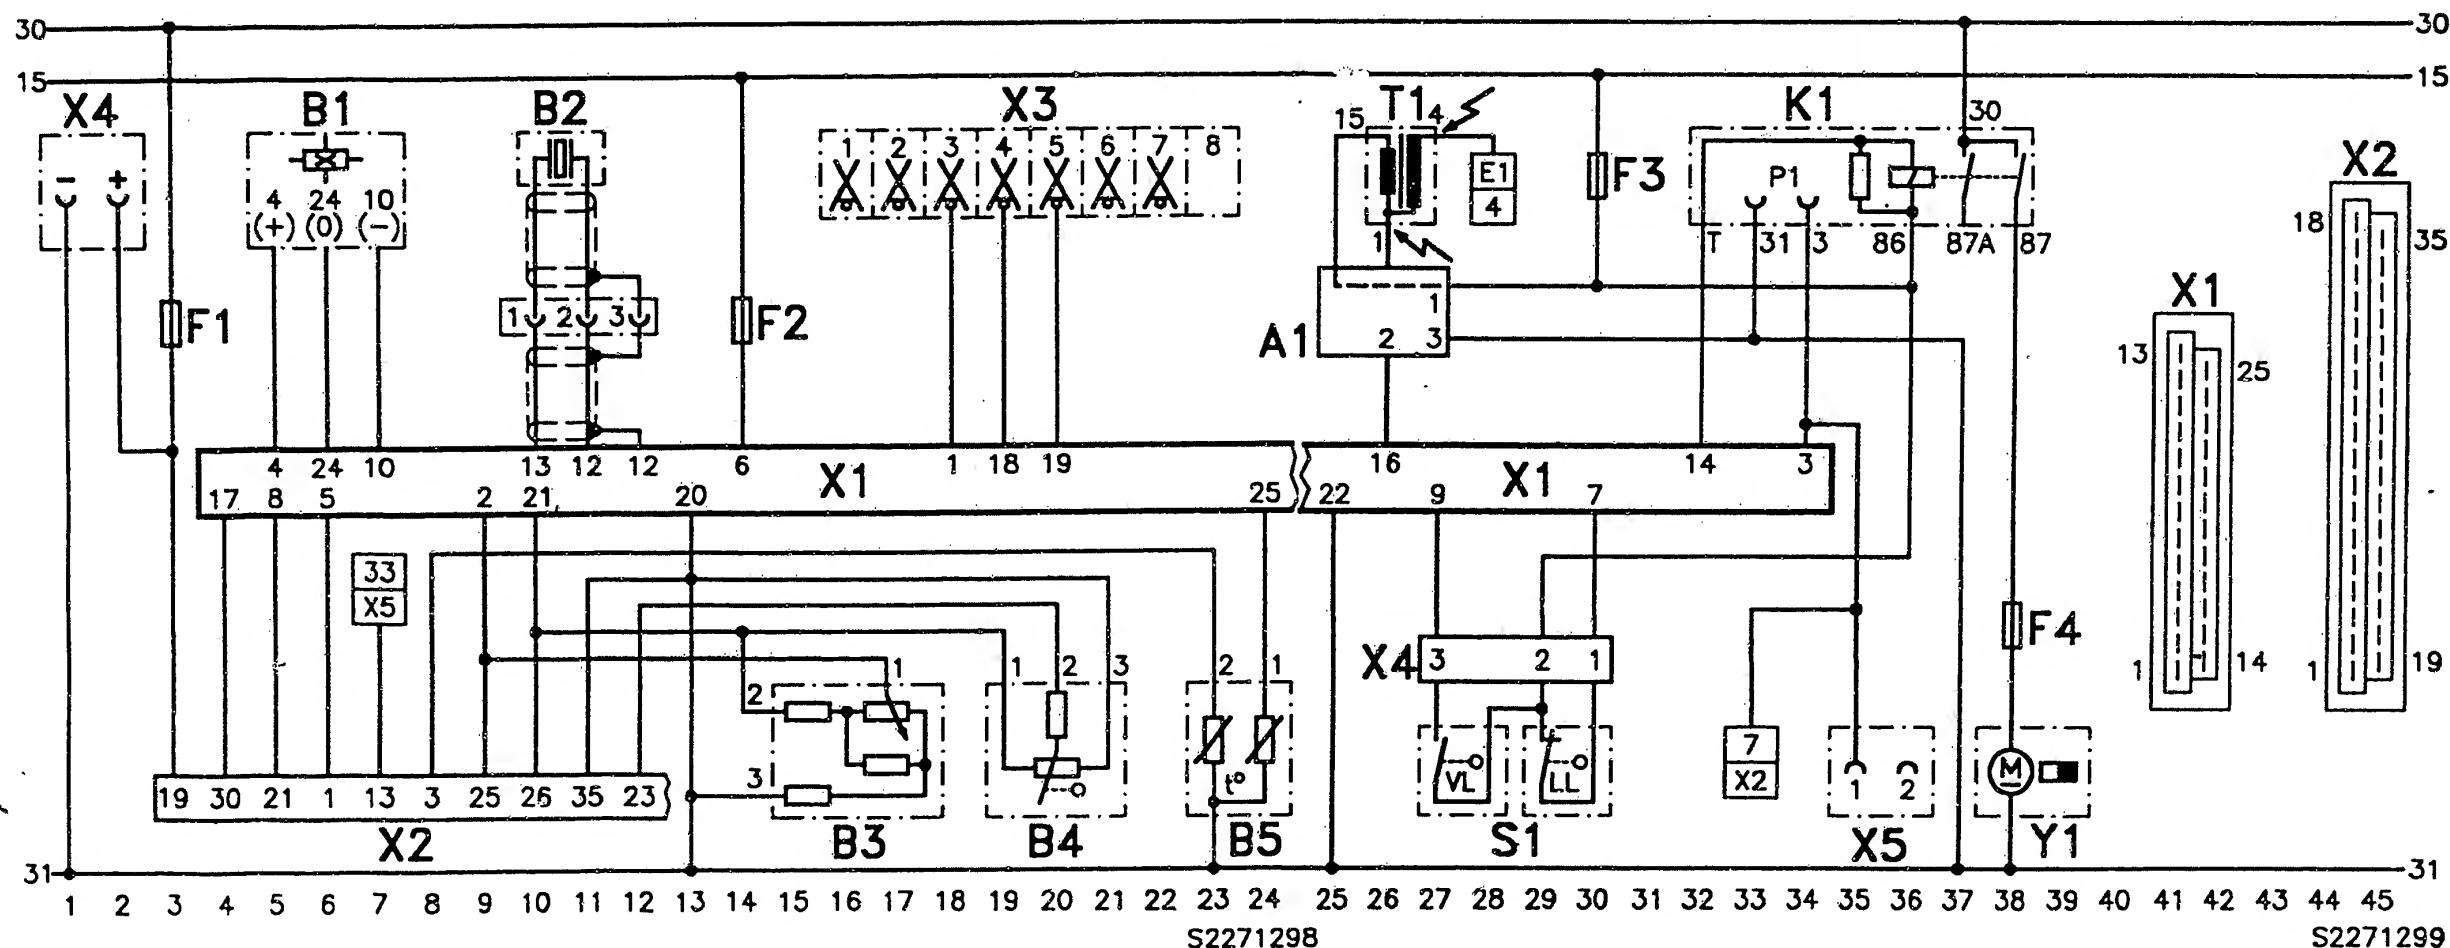 30 30
15 15
X4 B1 B2 X3 T1 K1 30
15 4
1 2 3 4 5 6 7 8
- + E1 F3 P1 X2
4 24 10 4
(+) (0) (-)
18 35
1 T 31 3 86 87A 87
F1 1 2 3 F2 1 X1
A1 2 3
13 25
4 24 10 13 12 12 6 1 18 19 16 14 3
X1 X1
17 8 5 2 21 20 25 22 9 7
33
X5
F4
1 2 3 2 1 X4 3 2 1
1 14 1 19
2
3 t° VL LL 7 M
X2
1 2
19 30 21 1 13 3 25 26 35 23
X2 B3 B4 B5 S1 X5 Y1
31 31
1 2 3 4 5 6 7 8 9 10 11 12 13 14 15 16 17 18 19 20 21 22 23 24 25 26 27 28 29 30 31 32 33 34 35 36 37 38 39 40 41 42 43 44 45
S2271298 S2271299